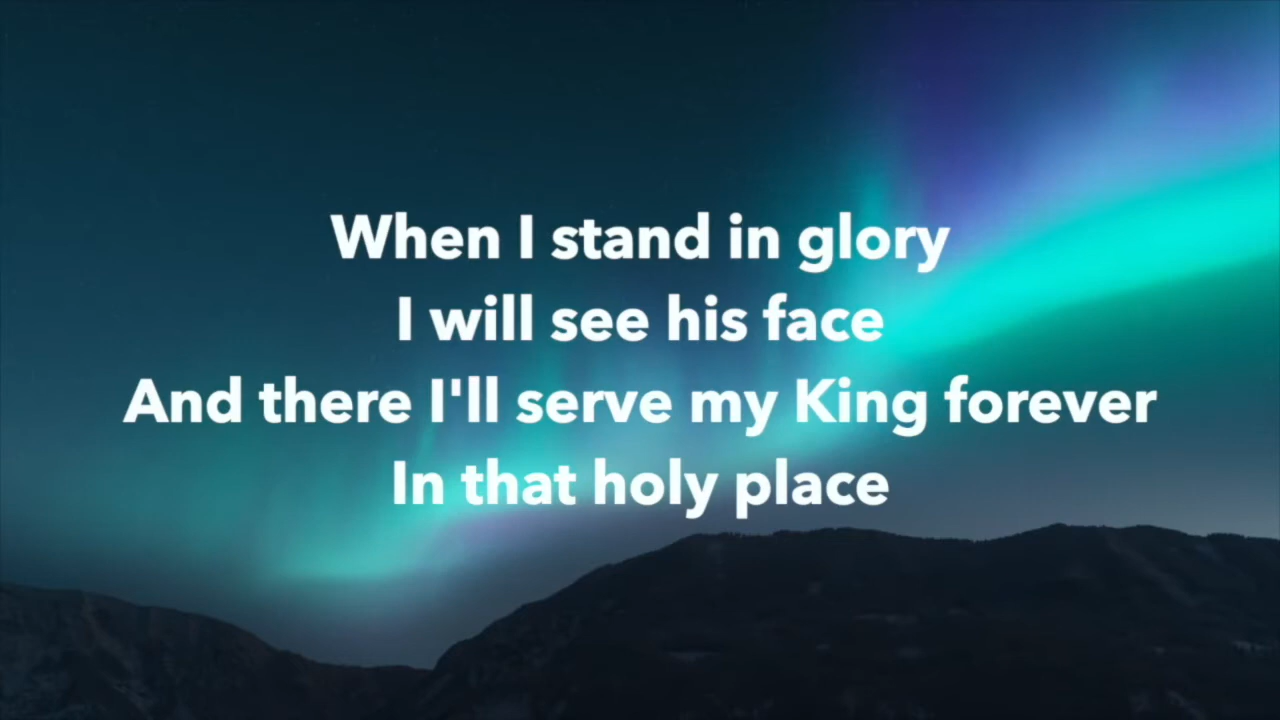 When I stand in glory
I will see his face
And there I'll serve my King forever
In that holy place